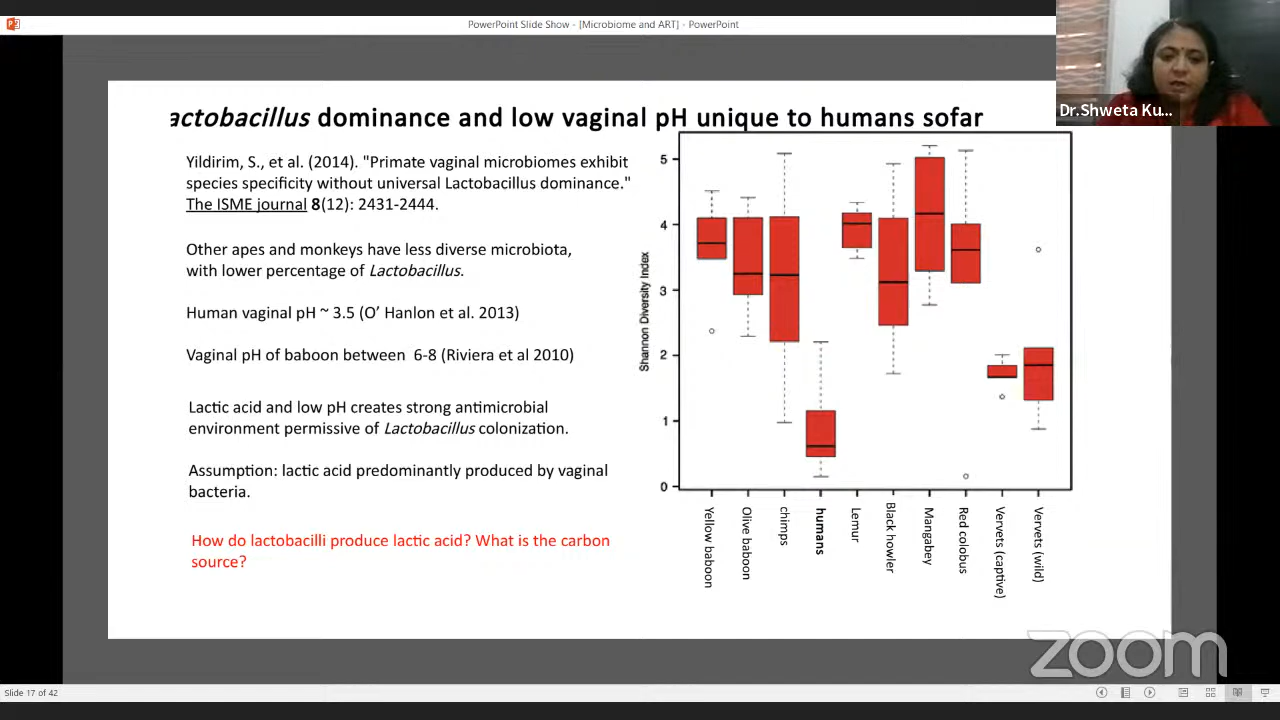 PowerPoint Slide Show - [Microbiome and ART] - PowerPoint
Dr.Shweta Ku...
actobacillus dominance and low vaginal pH unique to humans sofar
Yildirim, S., et al. (2014). "Primate vaginal microbiomes exhibit
species specificity without universal Lactobacillus dominance."
The ISME journal 8(12): 2431-2444.
Other apes and monkeys have less diverse microbiota,
with lower percentage of Lactobacillus.
Human vaginal pH ~ 3.5 (O' Hanlon et al. 2013)
Vaginal pH of baboon between 6-8 (Riviera et al 2010)
Lactic acid and low pH creates strong antimicrobial
environment permissive of Lactobacillus colonization.
Assumption: lactic acid predominantly produced by vaginal
bacteria.
How do lactobacilli produce lactic acid? What is the carbon
source?
Shannon Diversity Index
5
4
3
2
1
0
Yellow baboon
Olive baboon
chimps
humans
Lemur
Black howler
Mangabey
Red colobus
Vervets (captive)
Vervets (wild)
zoom
Slide 17 of 42